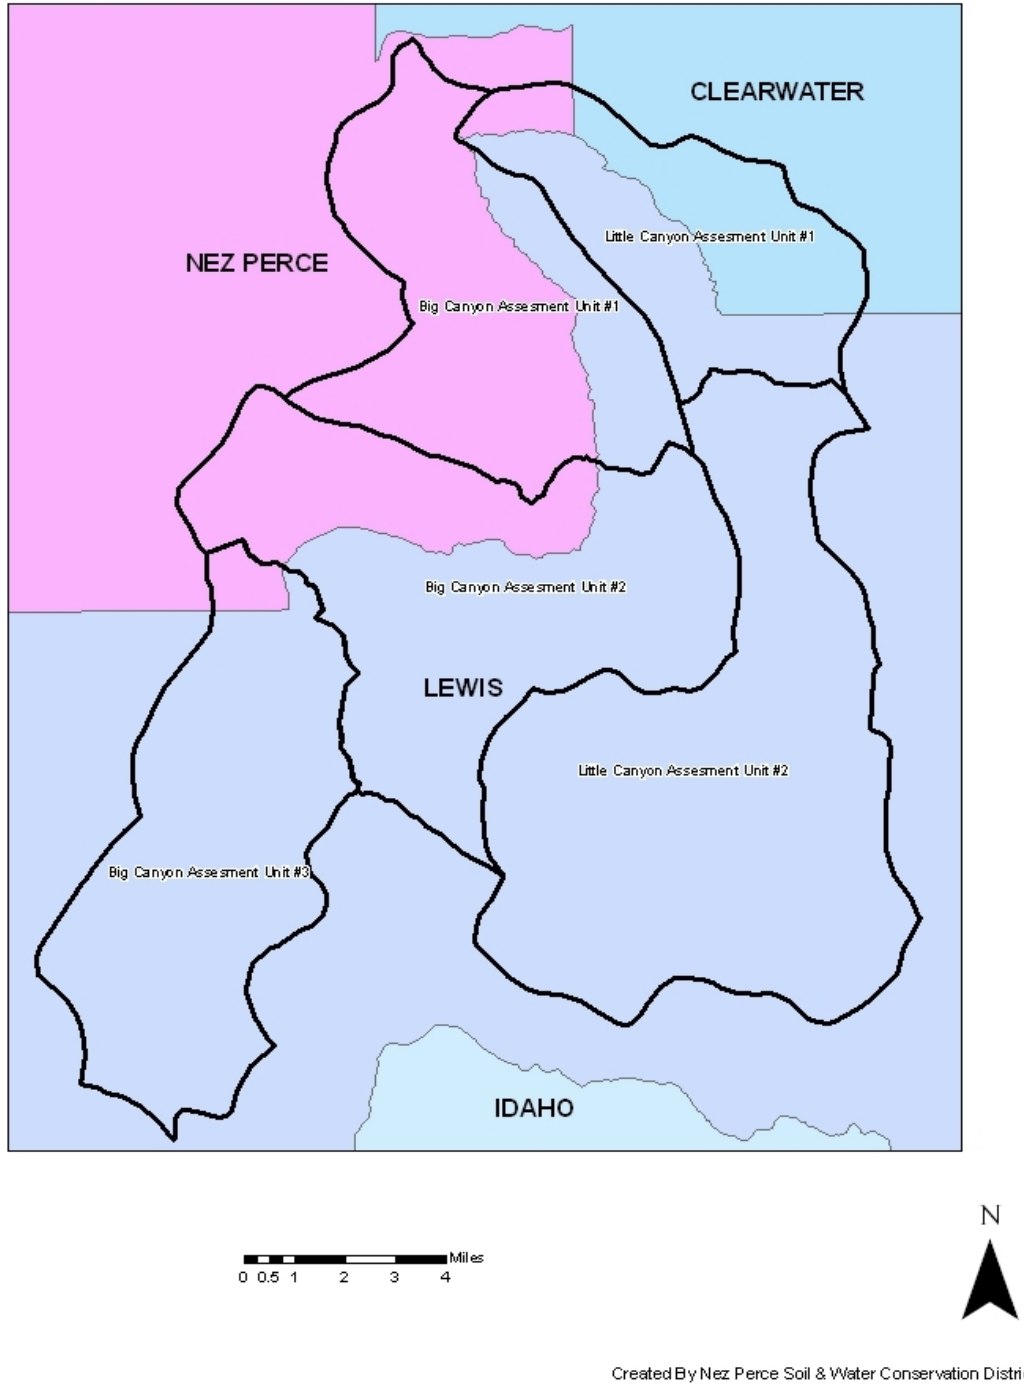 CLEARWATER
Little Canyon Assesment Unit #1
NEZ PERCE
Big Canyon Assesment Unit #1
Big Canyon Assesment Unit #2
LEWIS
Little Canyon Assesment Unit #2
Big Canyon Assesment Unit #3
IDAHO
N
Miles
0 0.5 1 2 3 4
Created By Nez Perce Soil & Water Conservation Distri